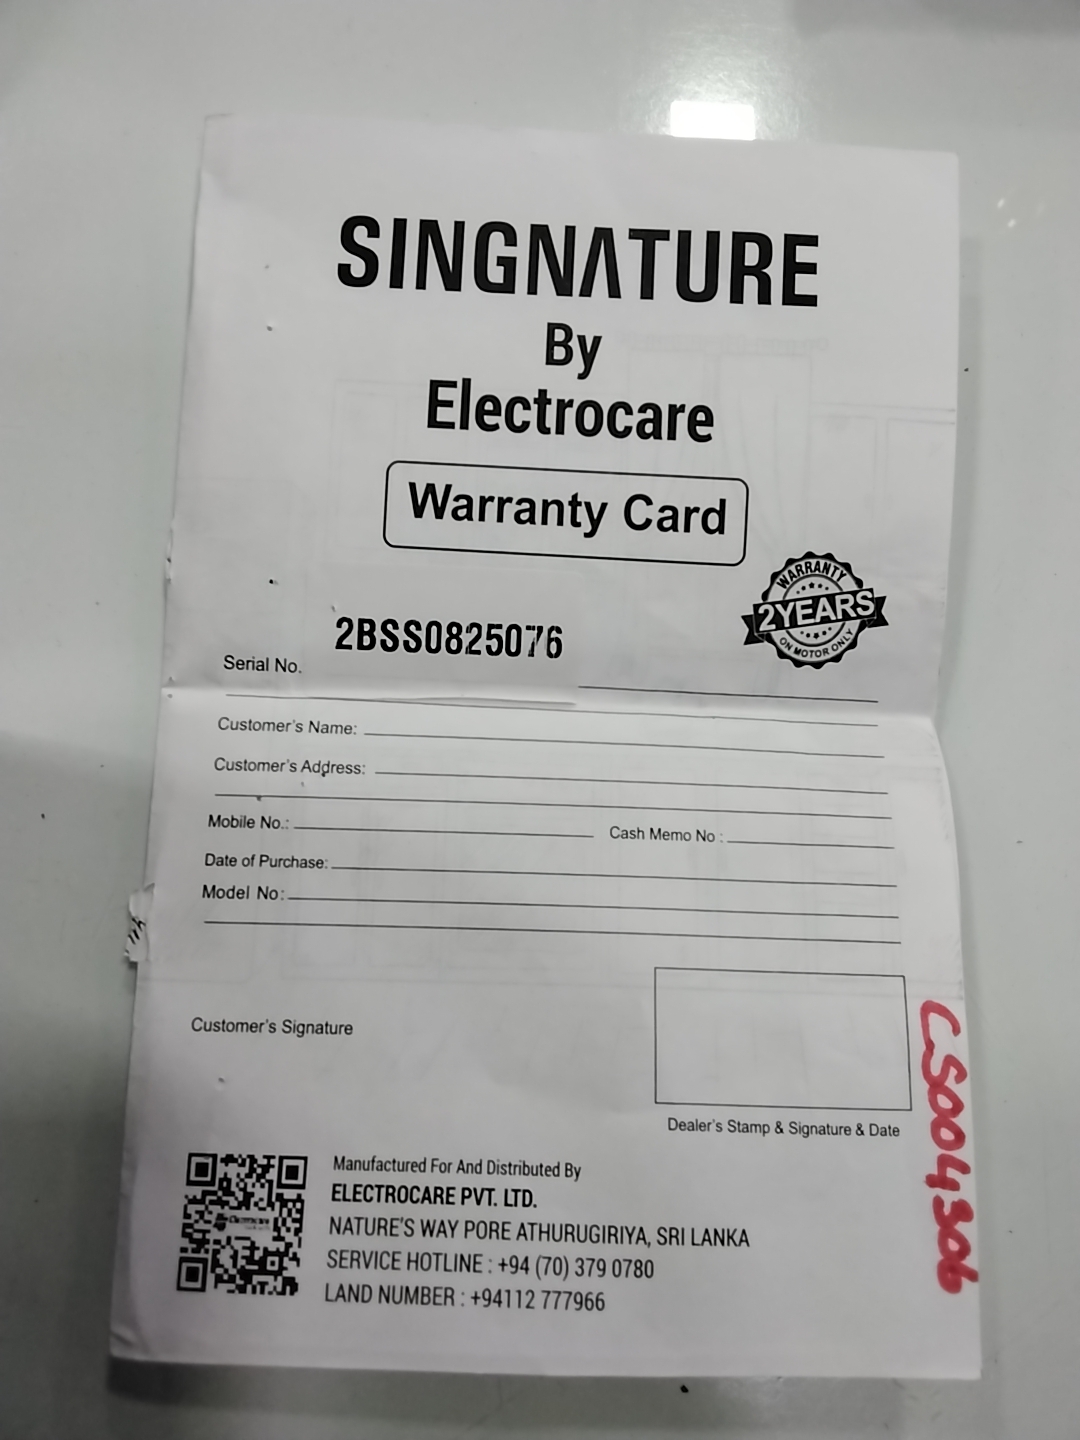 SINGNATURE
By
Electrocare
Warranty Card
WARRANTY
2YEARS
ON MOTOR ONLY
2BSS0825076
Serial No.
Customer's Name:
Customer's Address:
Mobile No.: Cash Memo No :
Date of Purchase:
Model No:
Customer's Signature
Dealer's Stamp & Signature & Date
CS004306
Manufactured For And Distributed By
ELECTROCARE PVT. LTD.
NATURE'S WAY PORE ATHURUGIRIYA, SRI LANKA
SERVICE HOTLINE : +94 (70) 379 0780
LAND NUMBER : +94112 777966